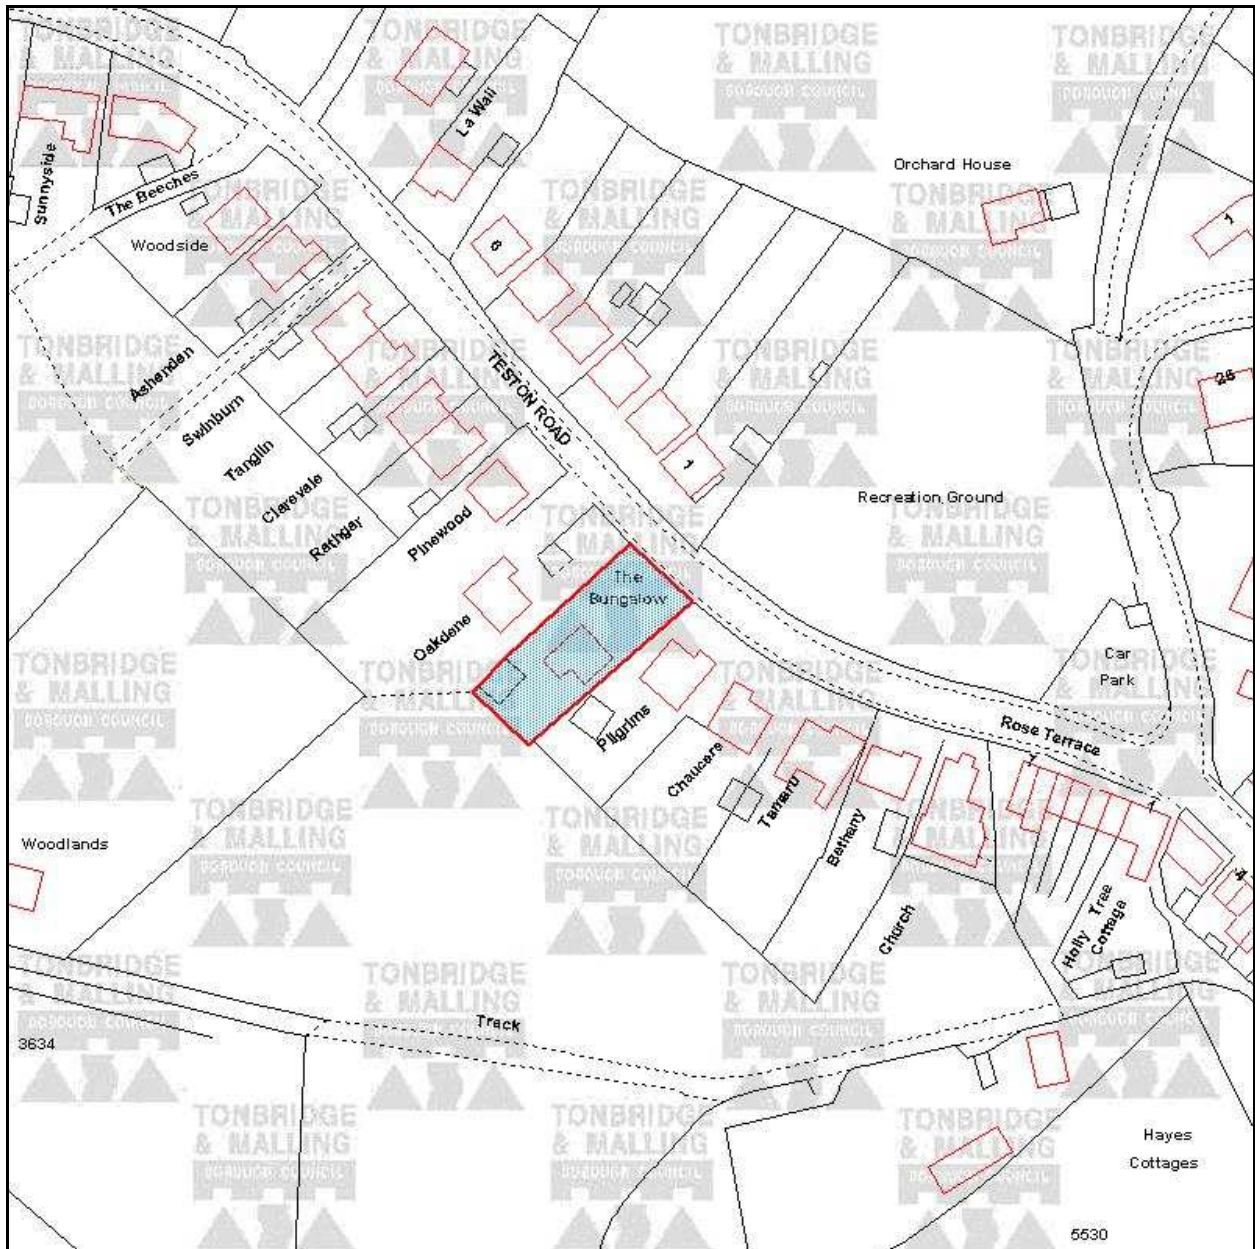 TONBRIDGE
& MALLING
BOROUGH COUNCIL
La Wall
Orchard House
Sunnyside
The Beeches
Woodside
6
1
TESTON ROAD
Ashenden
Swinburn
Tanglin
Clarevale
Rathgar
Pinewood
26
1
Recreation Ground
The
Bungalow
Oakdene
Pilgrims
Car
Park
Rose Terrace
Chaucers
Tamaru
Bethany
Church
1
4
Holly Tree
Cottage
Woodlands
Track
3634
Hayes
Cottages
5530